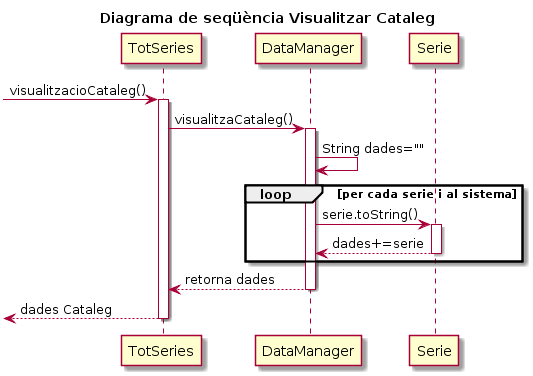 Diagrama de seqüència Visualitzar Cataleg
TotSeries
DataManager
Serie
visualitzacioCataleg()
visualitzaCataleg()
String dades=""
loop
[per cada serie i al sistema]
serie.toString()
dades+=serie
retorna dades
dades Cataleg
TotSeries
DataManager
Serie